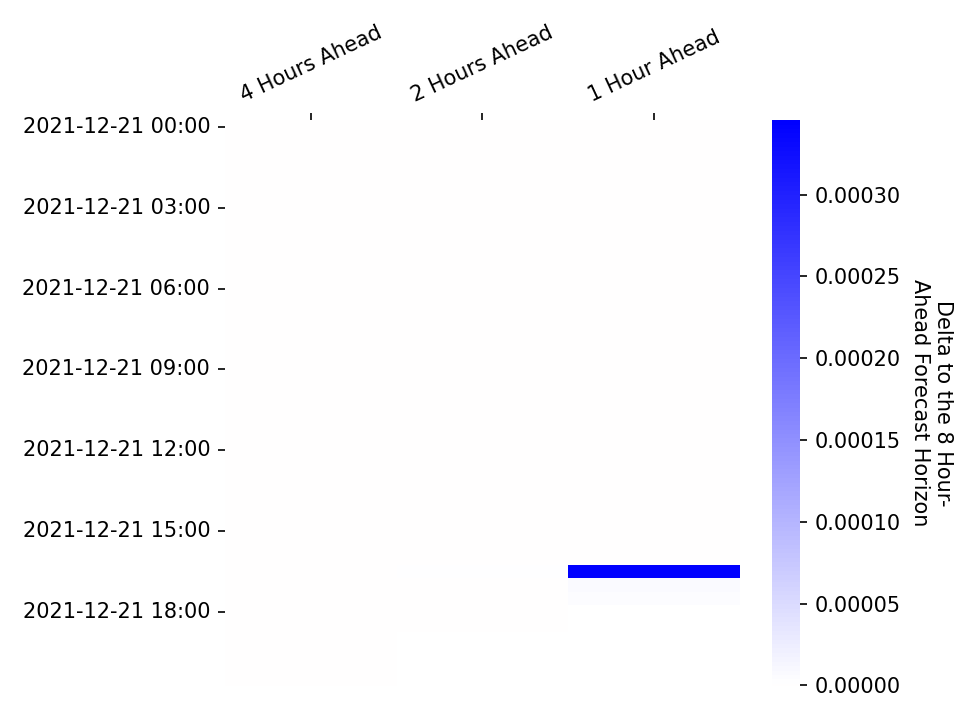 4 Hours Ahead
2 Hours Ahead
1 Hour Ahead
2021-12-21 00:00
2021-12-21 03:00
2021-12-21 06:00
2021-12-21 09:00
2021-12-21 12:00
2021-12-21 15:00
2021-12-21 18:00
0.00030
0.00025
0.00020
0.00015
0.00010
0.00005
0.00000
Delta to the 8 Hour-
Ahead Forecast Horizon